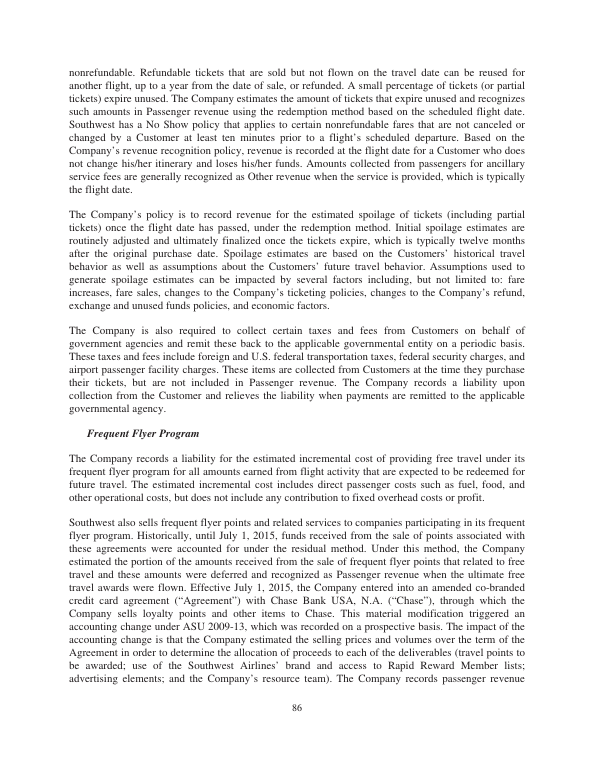 nonrefundable. Refundable tickets that are sold but not flown on the travel date can be reused for
another flight, up to a year from the date of sale, or refunded. A small percentage of tickets (or partial
tickets) expire unused. The Company estimates the amount of tickets that expire unused and recognizes
such amounts in Passenger revenue using the redemption method based on the scheduled flight date.
Southwest has a No Show policy that applies to certain nonrefundable fares that are not canceled or
changed by a Customer at least ten minutes prior to a flight's scheduled departure. Based on the
Company's revenue recognition policy, revenue is recorded at the flight date for a Customer who does
not change his/her itinerary and loses his/her funds. Amounts collected from passengers for ancillary
service fees are generally recognized as Other revenue when the service is provided, which is typically
the flight date.
The Company's policy is to record revenue for the estimated spoilage of tickets (including partial
tickets) once the flight date has passed, under the redemption method. Initial spoilage estimates are
routinely adjusted and ultimately finalized once the tickets expire, which is typically twelve months
after the original purchase date. Spoilage estimates are based on the Customers' historical travel
behavior as well as assumptions about the Customers' future travel behavior. Assumptions used to
generate spoilage estimates can be impacted by several factors including, but not limited to: fare
increases, fare sales, changes to the Company's ticketing policies, changes to the Company's refund,
exchange and unused funds policies, and economic factors.
The Company is also required to collect certain taxes and fees from Customers on behalf of
government agencies and remit these back to the applicable governmental entity on a periodic basis.
These taxes and fees include foreign and U.S. federal transportation taxes, federal security charges, and
airport passenger facility charges. These items are collected from Customers at the time they purchase
their tickets, but are not included in Passenger revenue. The Company records a liability upon
collection from the Customer and relieves the liability when payments are remitted to the applicable
governmental agency.
Frequent Flyer Program
The Company records a liability for the estimated incremental cost of providing free travel under its
frequent flyer program for all amounts earned from flight activity that are expected to be redeemed for
future travel. The estimated incremental cost includes direct passenger costs such as fuel, food, and
other operational costs, but does not include any contribution to fixed overhead costs or profit.
Southwest also sells frequent flyer points and related services to companies participating in its frequent
flyer program. Historically, until July 1, 2015, funds received from the sale of points associated with
these agreements were accounted for under the residual method. Under this method, the Company
estimated the portion of the amounts received from the sale of frequent flyer points that related to free
travel and these amounts were deferred and recognized as Passenger revenue when the ultimate free
travel awards were flown. Effective July 1, 2015, the Company entered into an amended co-branded
credit card agreement ("Agreement") with Chase Bank USA, N.A. ("Chase"), through which the
Company sells loyalty points and other items to Chase. This material modification triggered an
accounting change under ASU 2009-13, which was recorded on a prospective basis. The impact of the
accounting change is that the Company estimated the selling prices and volumes over the term of the
Agreement in order to determine the allocation of proceeds to each of the deliverables (travel points to
be awarded; use of the Southwest Airlines' brand and access to Rapid Reward Member lists;
advertising elements; and the Company's resource team). The Company records passenger revenue
86